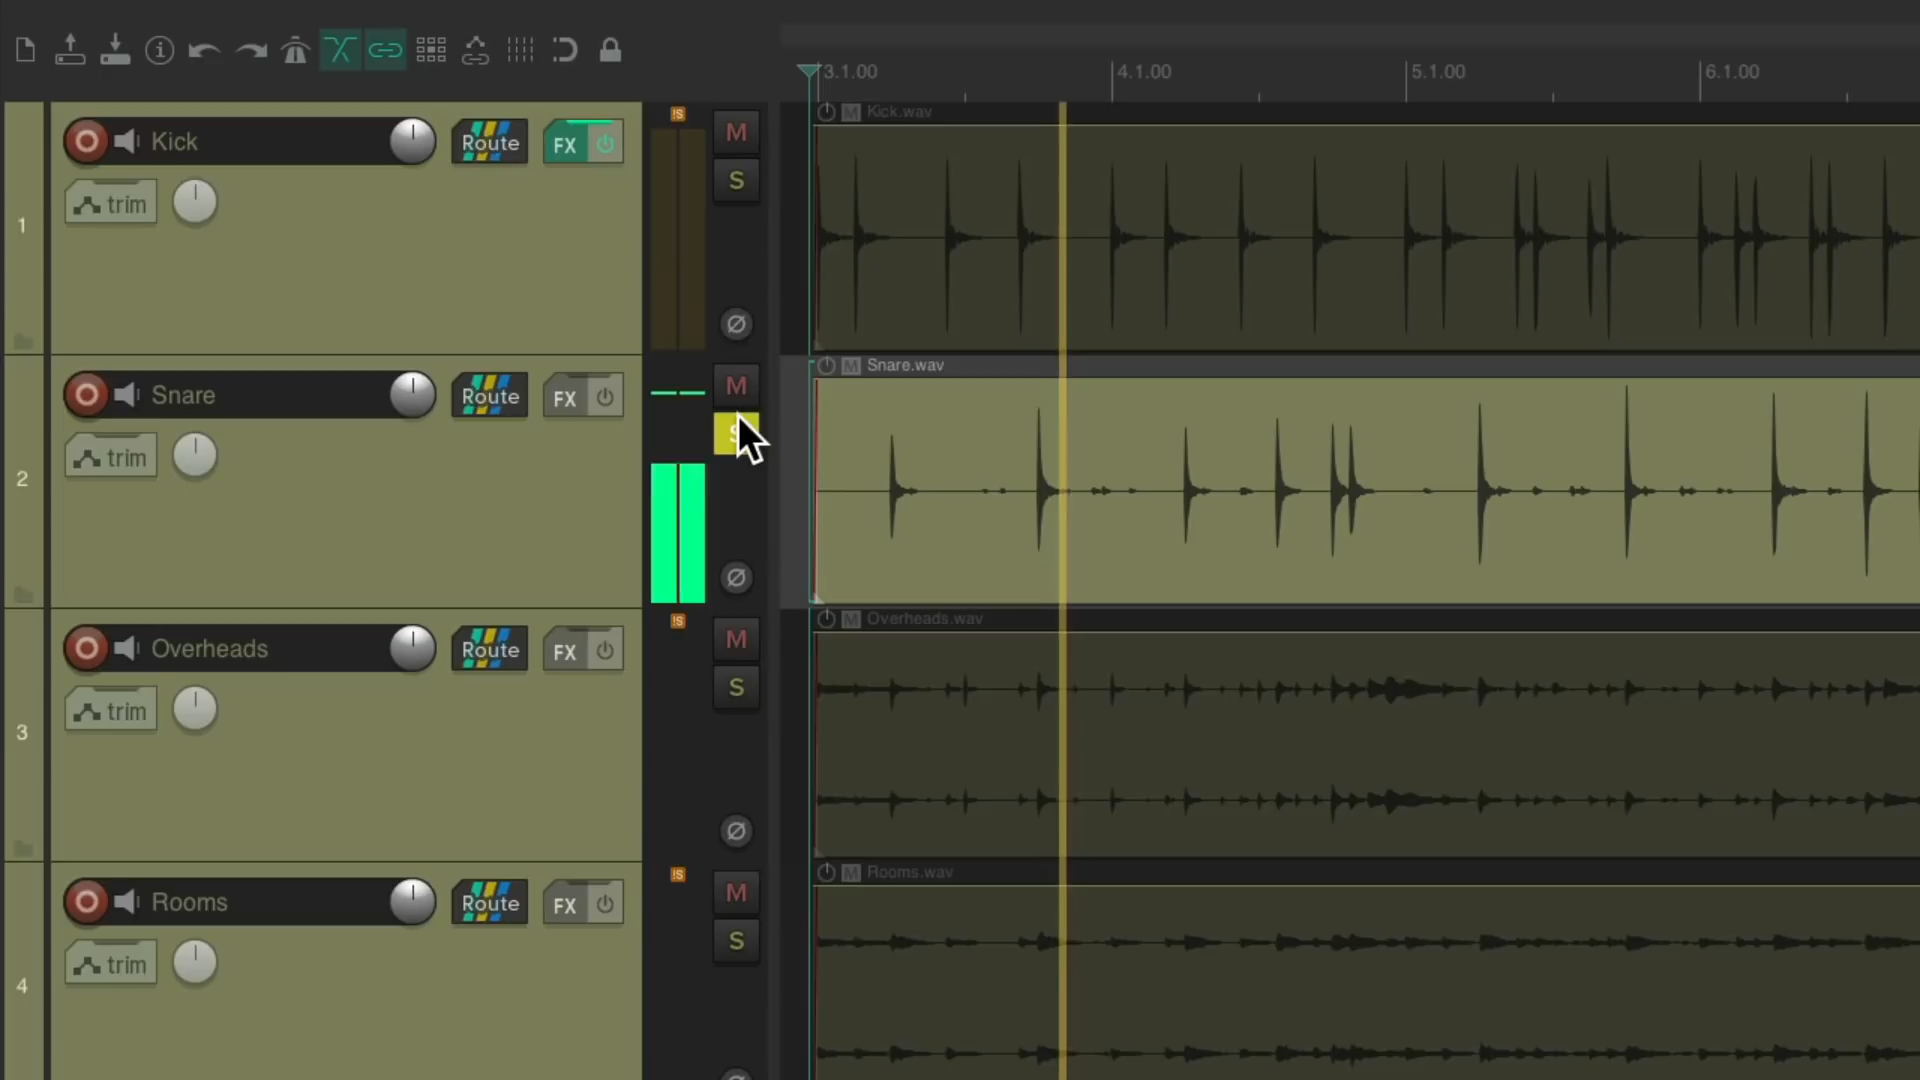 3.1.00 4.1.00 5.1.00 6.1.00
!S M Kick.wav
1 Kick Route FX M
trim S
Ø
M Snare.wav
2 Snare Route FX M
trim S
Ø
!S M Overheads.wav
3 Overheads Route FX M
trim S
Ø
!S M Rooms.wav
4 Rooms Route FX M
trim S